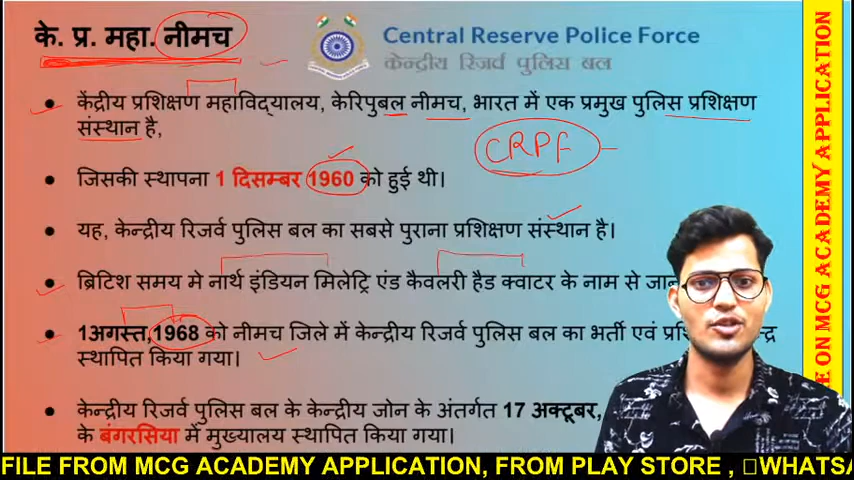 के. प्र. महा. नीमच
Central Reserve Police Force
केन्द्रीय रिजर्व पुलिस बल
केंद्रीय प्रशिक्षण महाविद्यालय, केरिपुबल नीमच, भारत में एक प्रमुख पुलिस प्रशिक्षण
संस्थान है,
CRPF
जिसकी स्थापना 1 दिसम्बर 1960 को हुई थी।
यह, केन्द्रीय रिजर्व पुलिस बल का सबसे पुराना प्रशिक्षण संस्थान है।
ब्रिटिश समय मे नार्थ इंडियन मिलेट्रि एंड कैवलरी हैड क्वाटर के नाम से
1अगस्त,1968 को नीमच जिले में केन्द्रीय रिजर्व पुलिस बल का भर्ती एवं
स्थापित किया गया।
केन्द्रीय रिजर्व पुलिस बल के केन्द्रीय जोन के अंतर्गत 17 अक्टूबर,
के बंगरसिया में मुख्यालय स्थापित किया गया।
E ON MCG ACADEMY APPLICATION
FILE FROM MCG ACADEMY APPLICATION, FROM PLAY STORE , □WHATSA